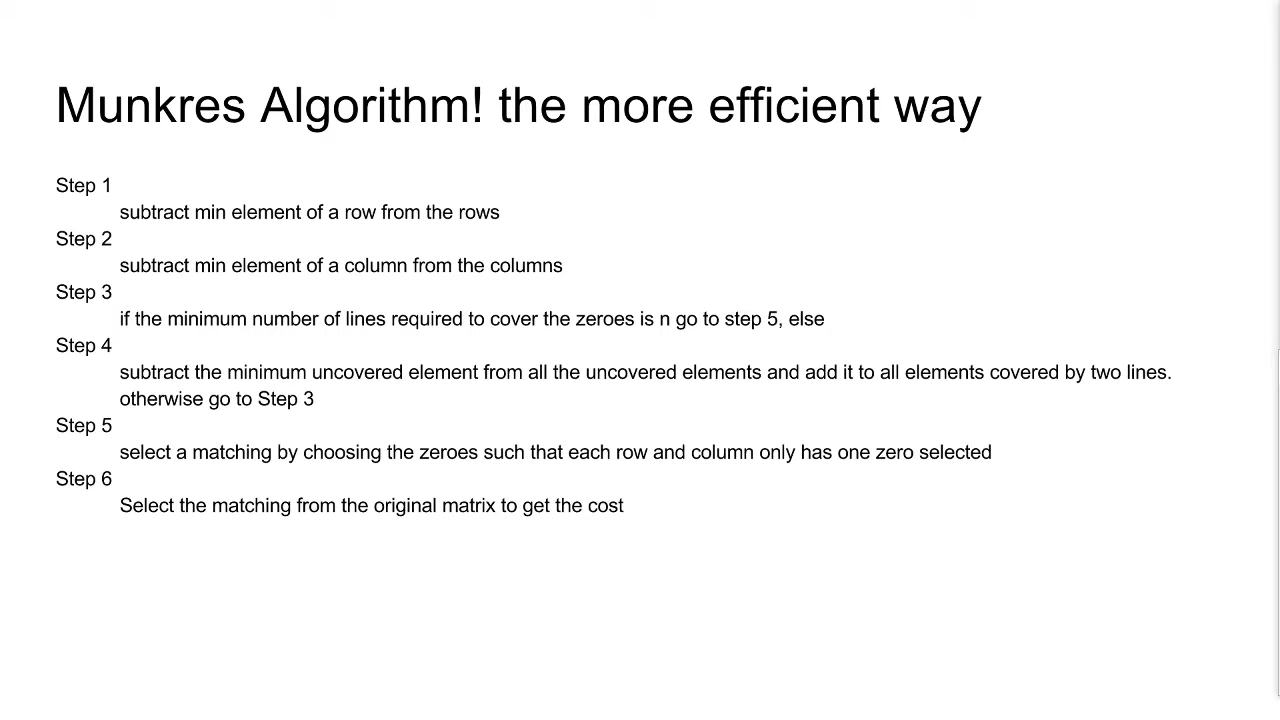 Munkres Algorithm! the more efficient way
Step 1
subtract min element of a row from the rows
Step 2
subtract min element of a column from the columns
Step 3
if the minimum number of lines required to cover the zeroes is n go to step 5, else
Step 4
subtract the minimum uncovered element from all the uncovered elements and add it to all elements covered by two lines.
otherwise go to Step 3
Step 5
select a matching by choosing the zeroes such that each row and column only has one zero selected
Step 6
Select the matching from the original matrix to get the cost